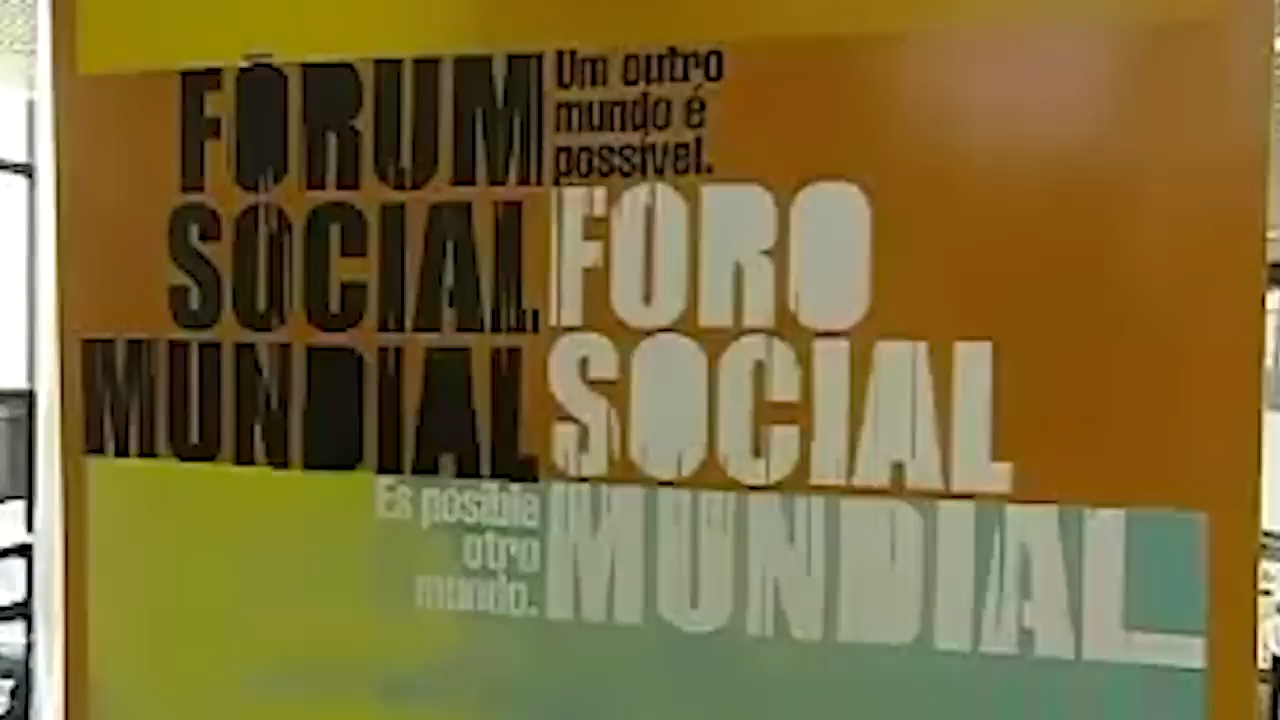 FÓRUM
SOCIAL
MUNDIAL
Um outro
mundo é
possível.
FORO
SOCIAL
MUNDIAL
Es posible
otro
mundo.